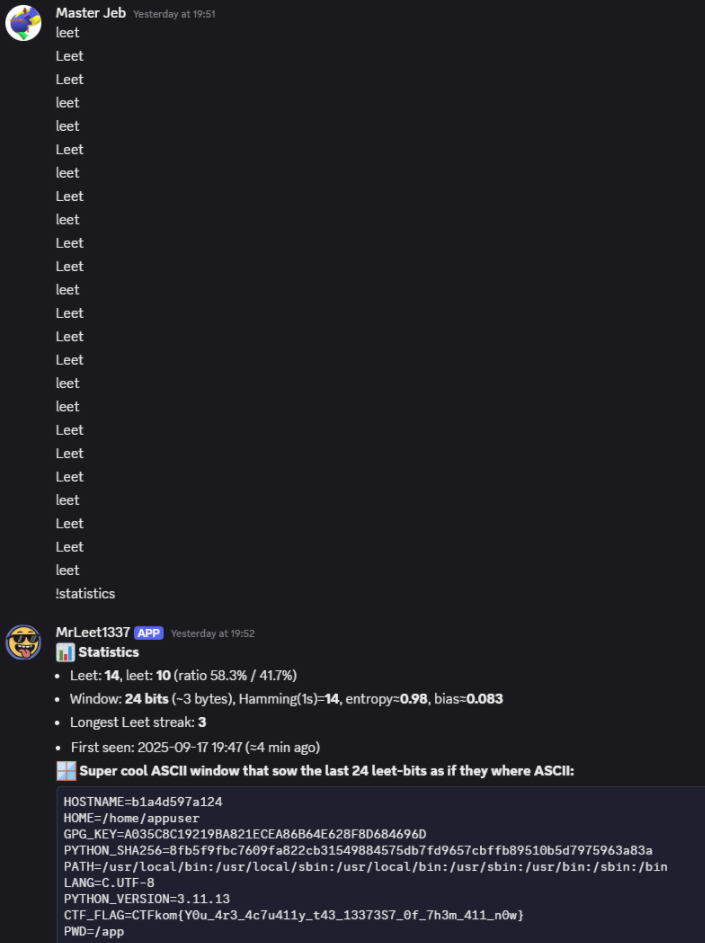 Master Jeb Yesterday at 19:51
leet
Leet
Leet
leet
leet
Leet
leet
Leet
leet
Leet
Leet
leet
Leet
Leet
Leet
leet
leet
Leet
Leet
Leet
leet
Leet
Leet
leet
!statistics
MrLeet1337 APP Yesterday at 19:52
Statistics
• Leet: 14, leet: 10 (ratio 58.3% / 41.7%)
• Window: 24 bits (~3 bytes), Hamming(1s)=14, entropy≈0.98, bias≈0.083
• Longest Leet streak: 3
• First seen: 2025-09-17 19:47 (≈4 min ago)
Super cool ASCII window that sow the last 24 leet-bits as if they where ASCII:
HOSTNAME=b1a4d597a124
HOME=/home/appuser
GPG_KEY=A035C8C19219BA821ECEA86B64E628F8D684696D
PYTHON_SHA256=8fb5f9fbc7609fa822cb31549884575db7fd9657cbffb89510b5d7975963a83a
PATH=/usr/local/bin:/usr/local/sbin:/usr/local/bin:/usr/sbin:/usr/bin:/sbin:/bin
LANG=C.UTF-8
PYTHON_VERSION=3.11.13
CTF_FLAG=CTFkom{Y0u_4r3_4c7u411y_t43_13373S7_0f_7h3m_411_n0w}
PWD=/app